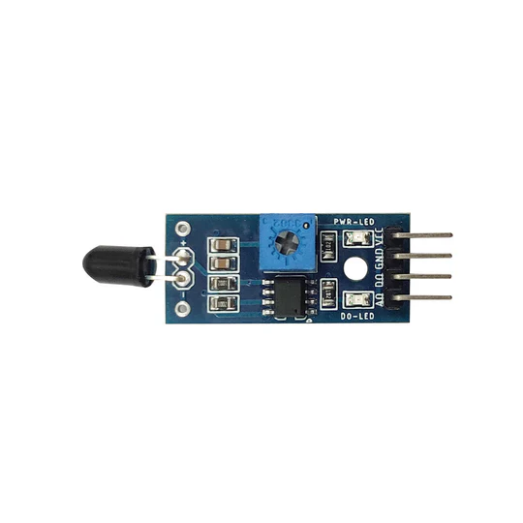 PWR-LED
VCC
GND
DO
AO
DO-LED
+
-